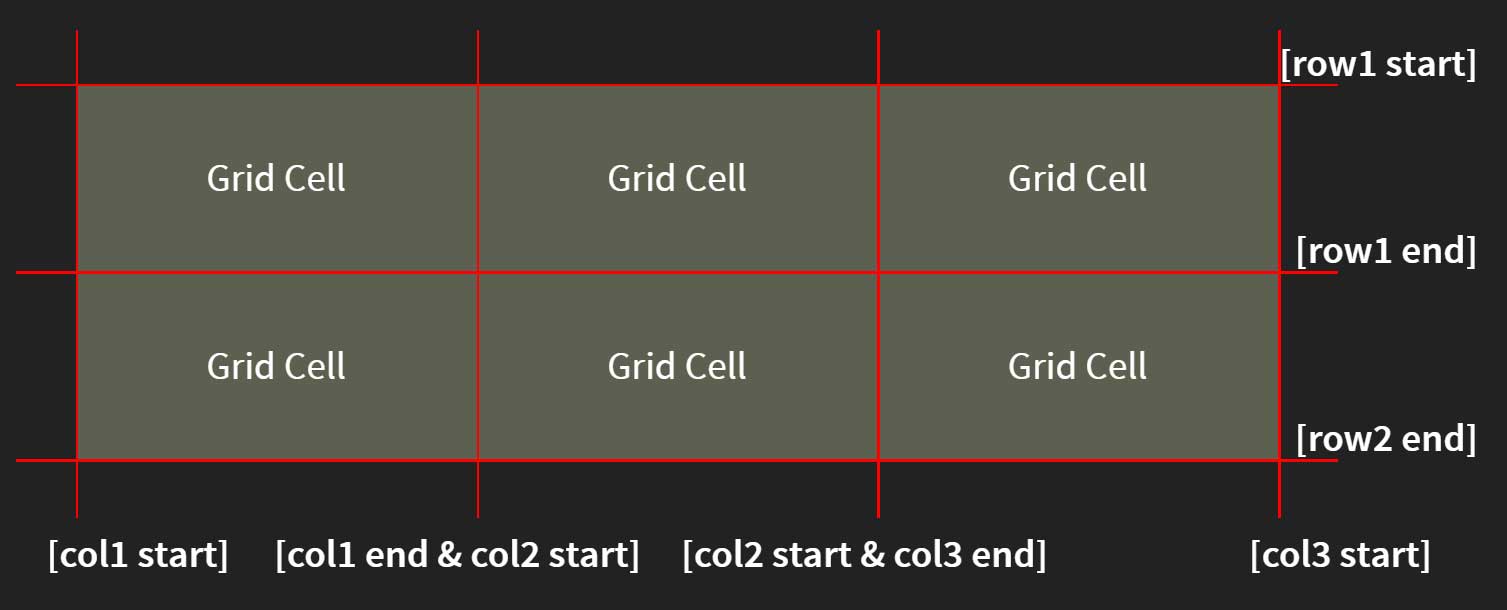 [row1 start]
Grid Cell Grid Cell Grid Cell
[row1 end]
Grid Cell Grid Cell Grid Cell
[row2 end]
[col1 start] [col1 end & col2 start] [col2 start & col3 end] [col3 start]